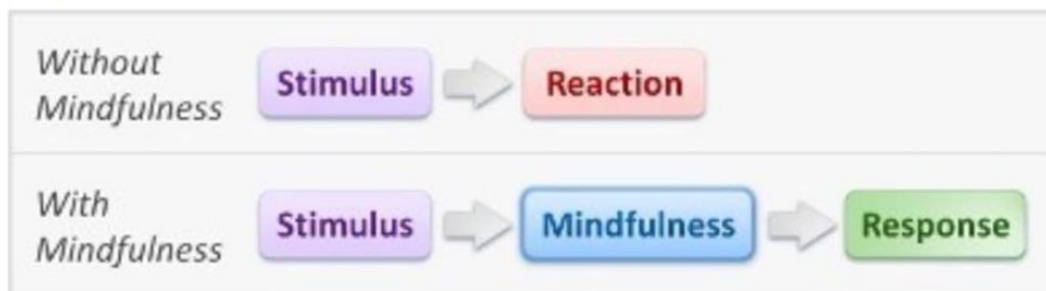 Without
Mindfulness
Stimulus
Reaction
With
Mindfulness
Stimulus
Mindfulness
Response